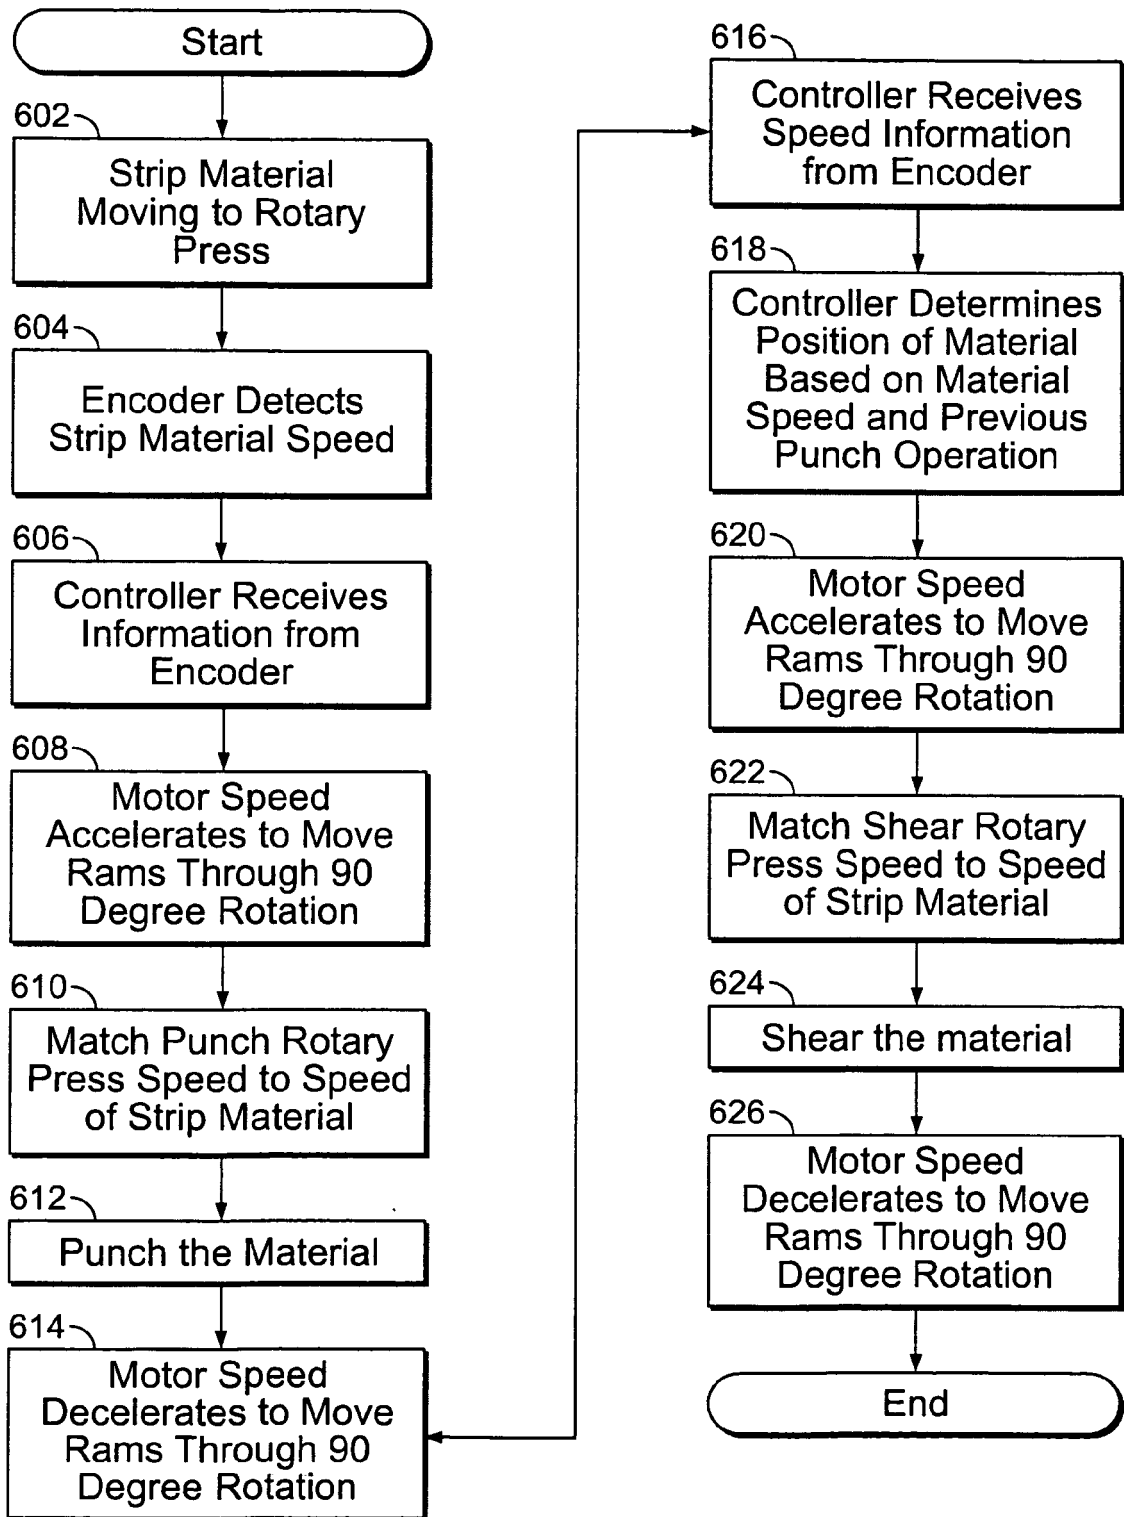 Start
602
Strip Material
Moving to Rotary
Press
604
Encoder Detects
Strip Material Speed
606
Controller Receives
Information from
Encoder
608
Motor Speed
Accelerates to Move
Rams Through 90
Degree Rotation
610
Match Punch Rotary
Press Speed to Speed
of Strip Material
612
Punch the Material
614
Motor Speed
Decelerates to Move
Rams Through 90
Degree Rotation
616
Controller Receives
Speed Information
from Encoder
618
Controller Determines
Position of Material
Based on Material
Speed and Previous
Punch Operation
620
Motor Speed
Accelerates to Move
Rams Through 90
Degree Rotation
622
Match Shear Rotary
Press Speed to Speed
of Strip Material
624
Shear the material
626
Motor Speed
Decelerates to Move
Rams Through 90
Degree Rotation
End